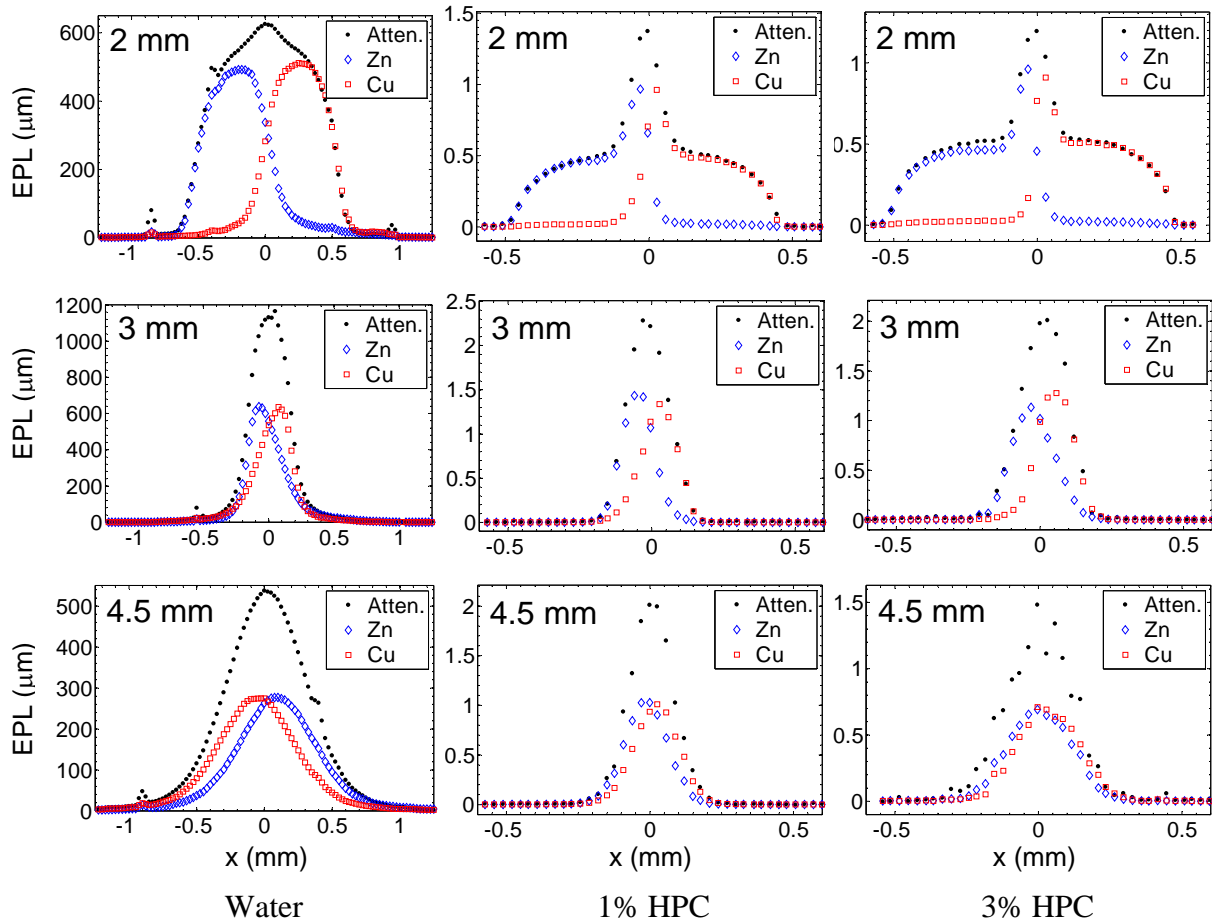 2 mm
Atten.
Zn
Cu
EPL (μm)
600
400
200
0
-1 -0.5 0 0.5 1
2 mm
Atten.
Zn
Cu
1.5
1
0.5
0
-0.5 0 0.5
2 mm
Atten.
Zn
Cu
1
0.5
0
-0.5 0 0.5
3 mm
Atten.
Zn
Cu
EPL (μm)
1200
1000
800
600
400
200
0
-1 -0.5 0 0.5 1
3 mm
Atten.
Zn
Cu
2.5
2
1.5
1
0.5
0
-0.5 0 0.5
3 mm
Atten.
Zn
Cu
2
1.5
1
0.5
0
-0.5 0 0.5
4.5 mm
Atten.
Zn
Cu
EPL (μm)
500
400
300
200
100
0
-1 -0.5 0 0.5 1
x (mm)
4.5 mm
Atten.
Zn
Cu
2
1.5
1
0.5
0
-0.5 0 0.5
x (mm)
4.5 mm
Atten.
Zn
Cu
1.5
1
0.5
0
-0.5 0 0.5
x (mm)
Water
1% HPC
3% HPC